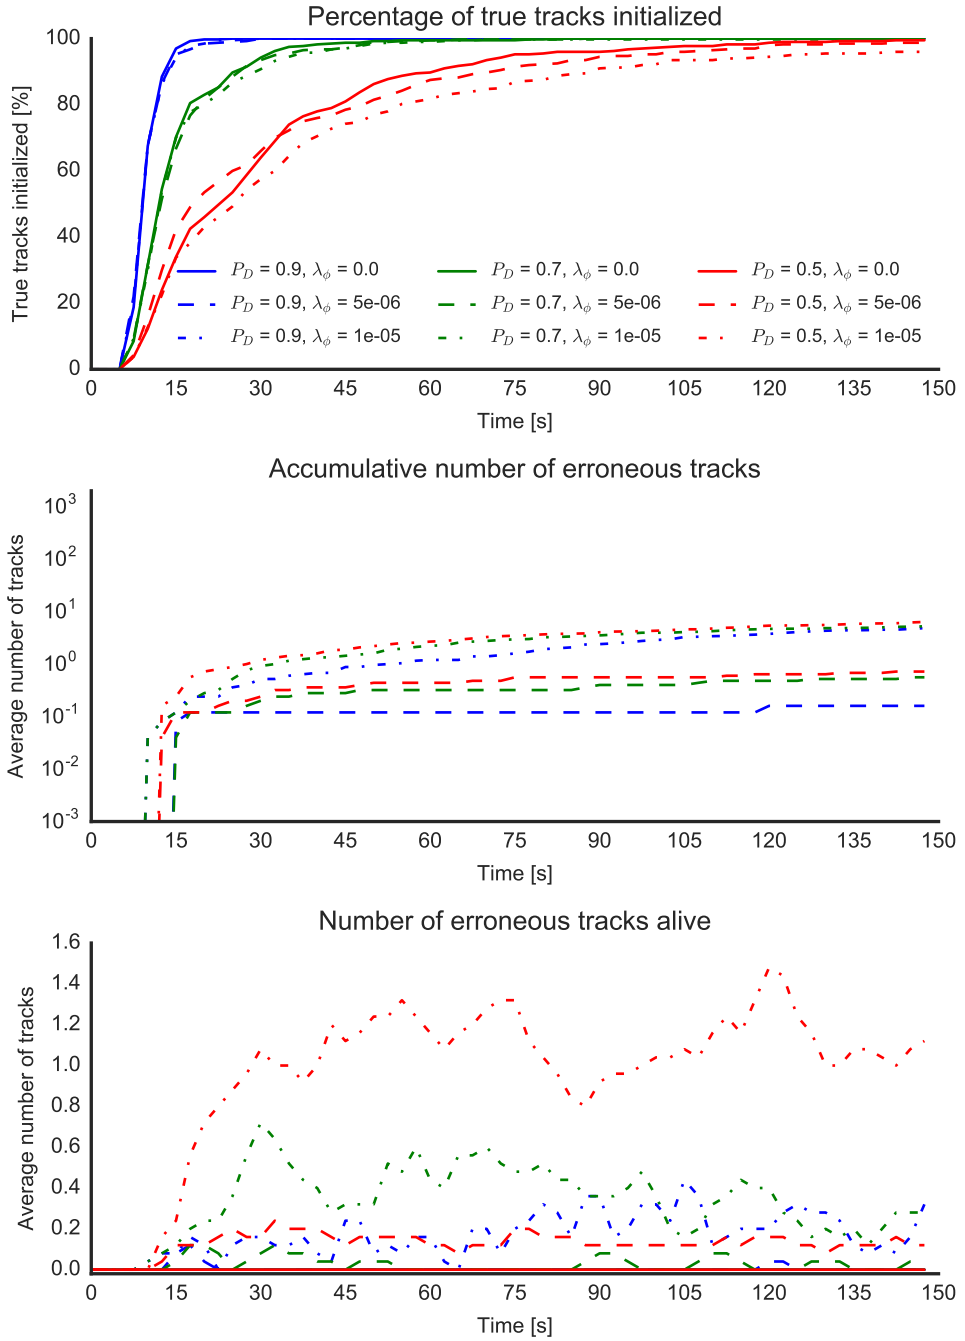 Percentage of true tracks initialized
True tracks initialized [%]
100
80
60
40
20
0
P_D = 0.9, λ_ϕ = 0.0
P_D = 0.7, λ_ϕ = 0.0
P_D = 0.5, λ_ϕ = 0.0
P_D = 0.9, λ_ϕ = 5e-06
P_D = 0.7, λ_ϕ = 5e-06
P_D = 0.5, λ_ϕ = 5e-06
P_D = 0.9, λ_ϕ = 1e-05
P_D = 0.7, λ_ϕ = 1e-05
P_D = 0.5, λ_ϕ = 1e-05
0 15 30 45 60 75 90 105 120 135 150
Time [s]
Accumulative number of erroneous tracks
Average number of tracks
10^3
10^2
10^1
10^0
10^-1
10^-2
10^-3
0 15 30 45 60 75 90 105 120 135 150
Time [s]
Number of erroneous tracks alive
Average number of tracks
1.6
1.4
1.2
1.0
0.8
0.6
0.4
0.2
0.0
0 15 30 45 60 75 90 105 120 135 150
Time [s]